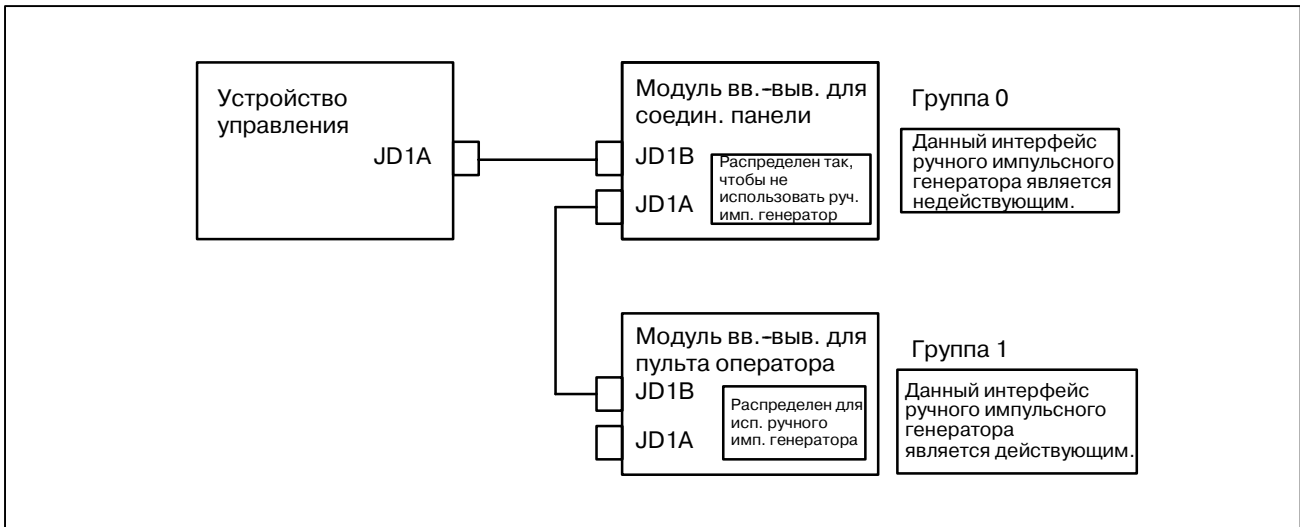 Устройство
управления
JD1A
Модуль вв.-выв. для
соедин. панели
JD1B
JD1A
Распределен так,
чтобы не
использовать руч.
имп. генератор
Группа 0
Данный интерфейс
ручного импульсного
генератора является
недействующим.
Модуль вв.-выв. для
пульта оператора
JD1B
JD1A
Распределен для
исп. ручного
имп. генератора
Группа 1
Данный интерфейс
ручного импульсного
генератора
является действующим.